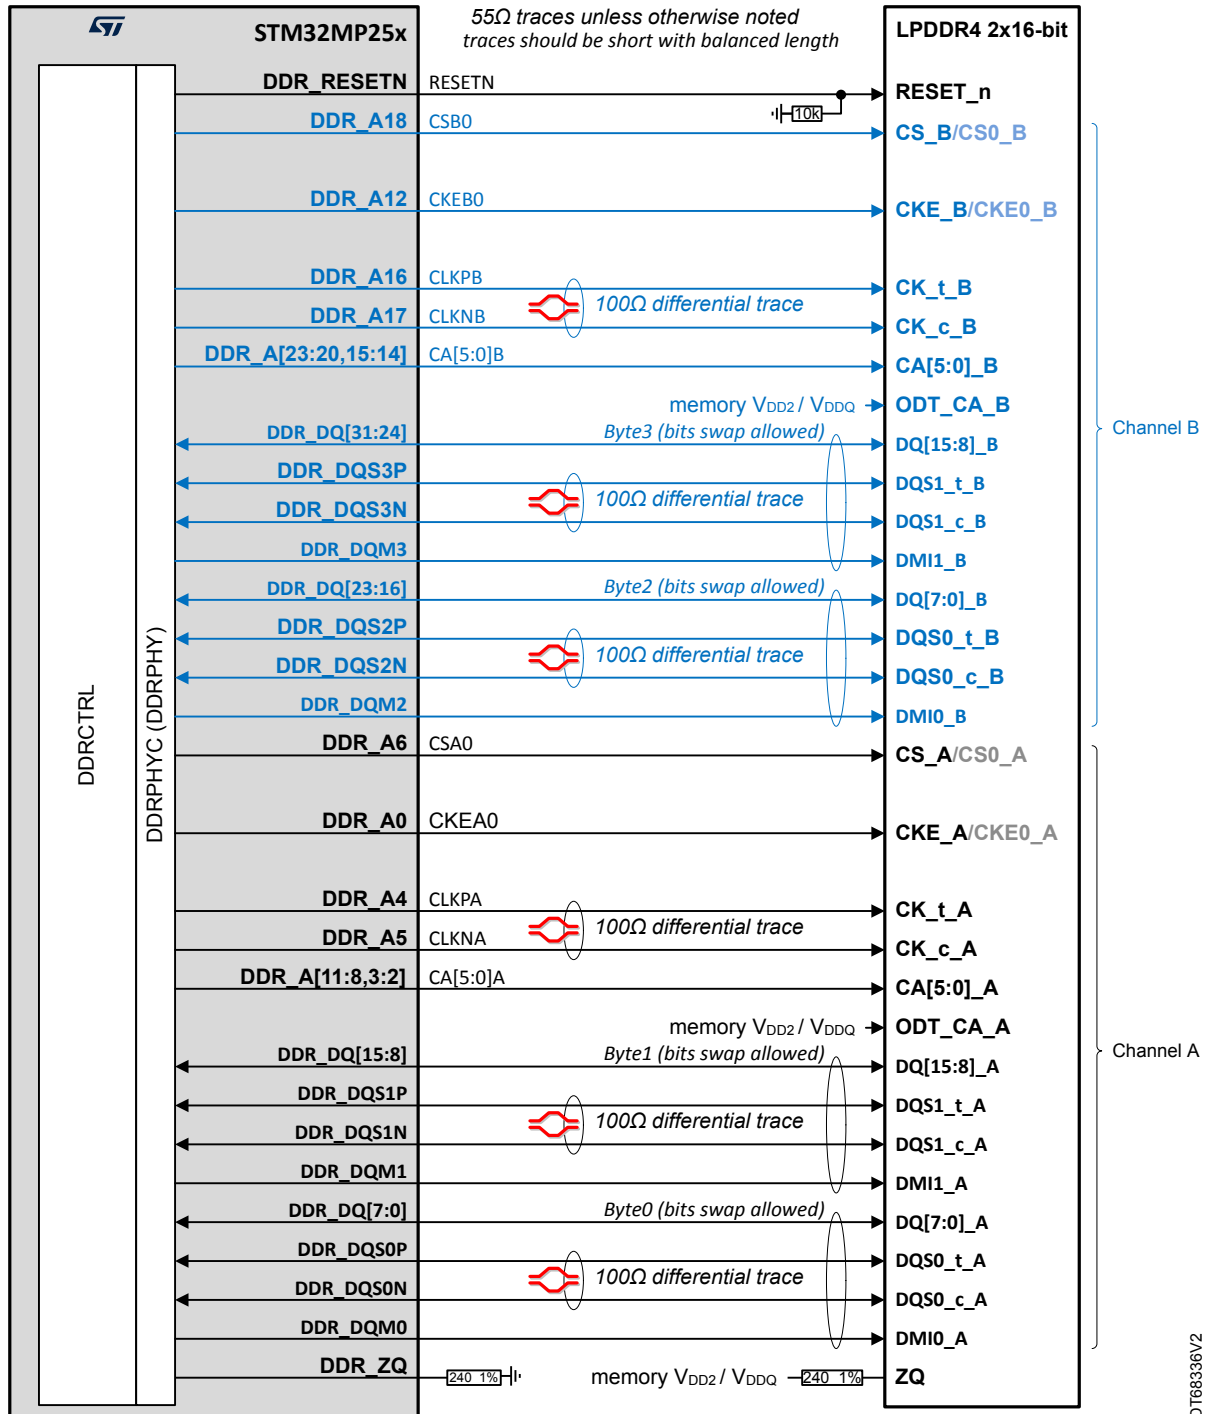 STM32MP25x
55Ω traces unless otherwise noted
traces should be short with balanced length
LPDDR4 2x16-bit
DDR_RESETN RESETN RESET_n
10k
DDR_A18 CSB0 CS_B/CS0_B
DDR_A12 CKEB0 CKE_B/CKE0_B
DDR_A16 CLKPB CK_t_B
100Ω differential trace
DDR_A17 CLKNB CK_c_B
DDR_A[23:20,15:14] CA[5:0]B CA[5:0]_B
memory VDD2 / VDDQ ODT_CA_B
Channel B
DDR_DQ[31:24] Byte3 (bits swap allowed) DQ[15:8]_B
DDR_DQS3P DQS1_t_B
100Ω differential trace
DDR_DQS3N DQS1_c_B
DDR_DQM3 DMI1_B
DDR_DQ[23:16] Byte2 (bits swap allowed) DQ[7:0]_B
DDR_DQS2P DQS0_t_B
100Ω differential trace
DDR_DQS2N DQS0_c_B
DDR_DQM2 DMI0_B
DDRCTRL
DDRPHYC (DDRPHY)
DDR_A6 CSA0 CS_A/CS0_A
DDR_A0 CKEA0 CKE_A/CKE0_A
DDR_A4 CLKPA CK_t_A
100Ω differential trace
DDR_A5 CLKNA CK_c_A
DDR_A[11:8,3:2] CA[5:0]A CA[5:0]_A
memory VDD2 / VDDQ ODT_CA_A
Channel A
DDR_DQ[15:8] Byte1 (bits swap allowed) DQ[15:8]_A
DDR_DQS1P DQS1_t_A
100Ω differential trace
DDR_DQS1N DQS1_c_A
DDR_DQM1 DMI1_A
DDR_DQ[7:0] Byte0 (bits swap allowed) DQ[7:0]_A
DDR_DQS0P DQS0_t_A
100Ω differential trace
DDR_DQS0N DQS0_c_A
DDR_DQM0 DMI0_A
DDR_ZQ 240 1% memory VDD2 / VDDQ 240 1% ZQ
DT68336V2